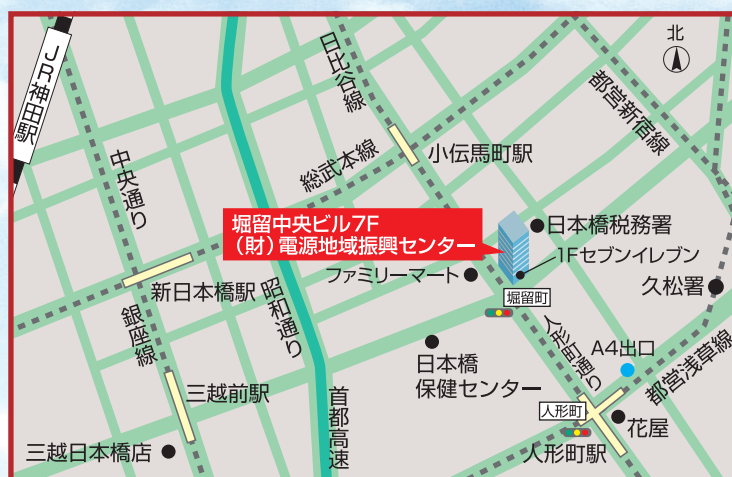 北
JR神田駅
日比谷線
都営新宿線
中央通り
総武本線
小伝馬町駅
堀留中央ビル7F
(財)電源地域振興センター
日本橋税務署
1Fセブンイレブン
ファミリーマート
久松署
新日本橋駅
昭和通り
堀留町
銀座線
人形町通り
A4出口
日本橋
保健センター
都営浅草線
三越前駅
首都高速
人形町
花屋
三越日本橋店
人形町駅